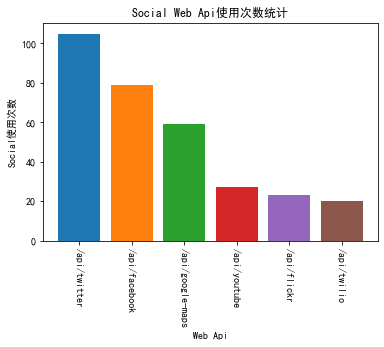 Social Web Api使用次数统计
Social使用次数
100
80
60
40
20
0
/api/twitter
/api/facebook
/api/google-maps
/api/youtube
/api/flickr
/api/twilio
Web Api